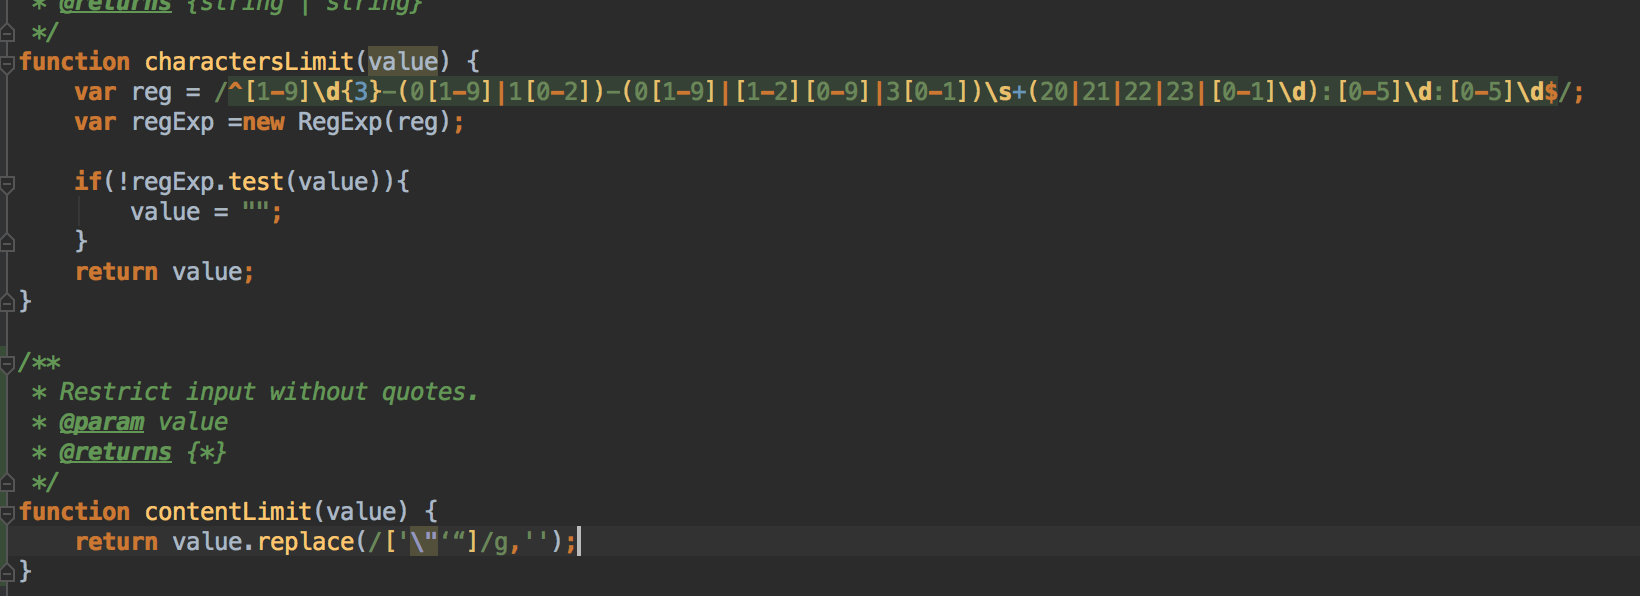 * @returns {string | string}
*/
function charactersLimit(value) {
var reg = /^[1-9]\d{3}-(0[1-9]|1[0-2])-(0[1-9]|[1-2][0-9]|3[0-1])\s+(20|21|22|23|[0-1]\d):[0-5]\d:[0-5]\d$/;
var regExp =new RegExp(reg);
if(!regExp.test(value)){
value = "";
}
return value;
}
/**
* Restrict input without quotes.
* @param value
* @returns {*}
*/
function contentLimit(value) {
return value.replace(/['\"‘“]/g,'');
}